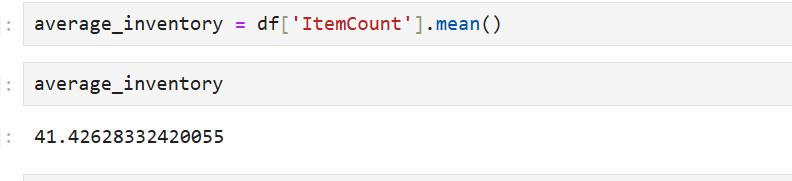 : average_inventory = df['ItemCount'].mean()
: average_inventory
: 41.42628332420055